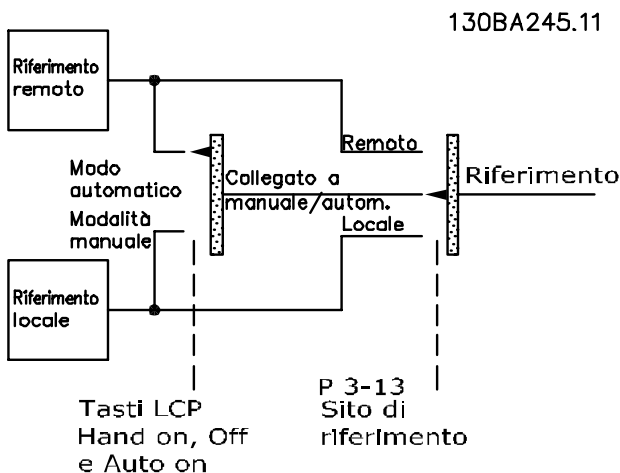 130BA245.11
Riferimento
remoto
Remoto
Modo
automatico
Collegato a
manuale/autom.
Riferimento
Modalità
manuale
Locale
Riferimento
locale
Tasti LCP
Hand on, Off
e Auto on
P 3-13
Sito di
riferimento